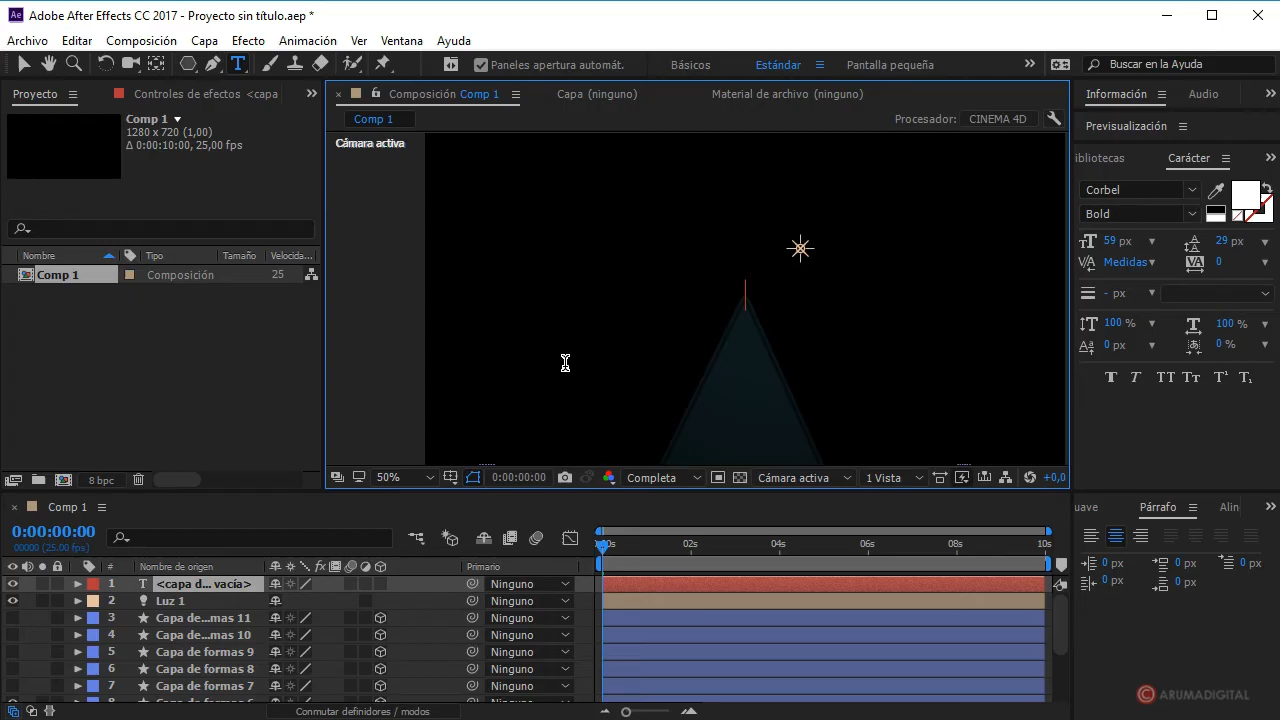 Ae Adobe After Effects CC 2017 - Proyecto sin título.aep *
Archivo Editar Composición Capa Efecto Animación Ver Ventana Ayuda
Paneles apertura automát. Básicos Estándar Pantalla pequeña Buscar en la Ayuda
Proyecto Controles de efectos <capa
Composición Comp 1 Capa (ninguno) Material de archivo (ninguno)
Información Audio
Comp 1
1280 x 720 (1,00)
Δ 0:00:10:00, 25,00 fps
Comp 1 Procesador: CINEMA 4D
Cámara activa
Previsualización
ibliotecas Carácter
Corbel
Bold
59 px 29 px
Medidas 0
- px
100 % 100 %
0 px 0 %
T T TT Tт T¹ T₁
Nombre Tipo Tamaño Velocida...
Comp 1 Composición 25
8 bpc
50% 0:00:00:00 Completa Cámara activa 1 Vista +0,0
Comp 1
0:00:00:00
00000 (25.00 fps)
# Nombre de origen Primario
00s 02s 04s 06s 08s 10s
1 T <capa d... vacía> Ninguno
2 Luz 1 Ninguno
3 Capa de...mas 11 Ninguno
4 Capa de...mas 10 Ninguno
5 Capa de formas 9 Ninguno
6 Capa de formas 8 Ninguno
7 Capa de formas 7 Ninguno
Conmutar definidores / modos
uave Párrafo Alin
0 px 0 px 0 px
0 px 0 px
© ARUMADIGITAL